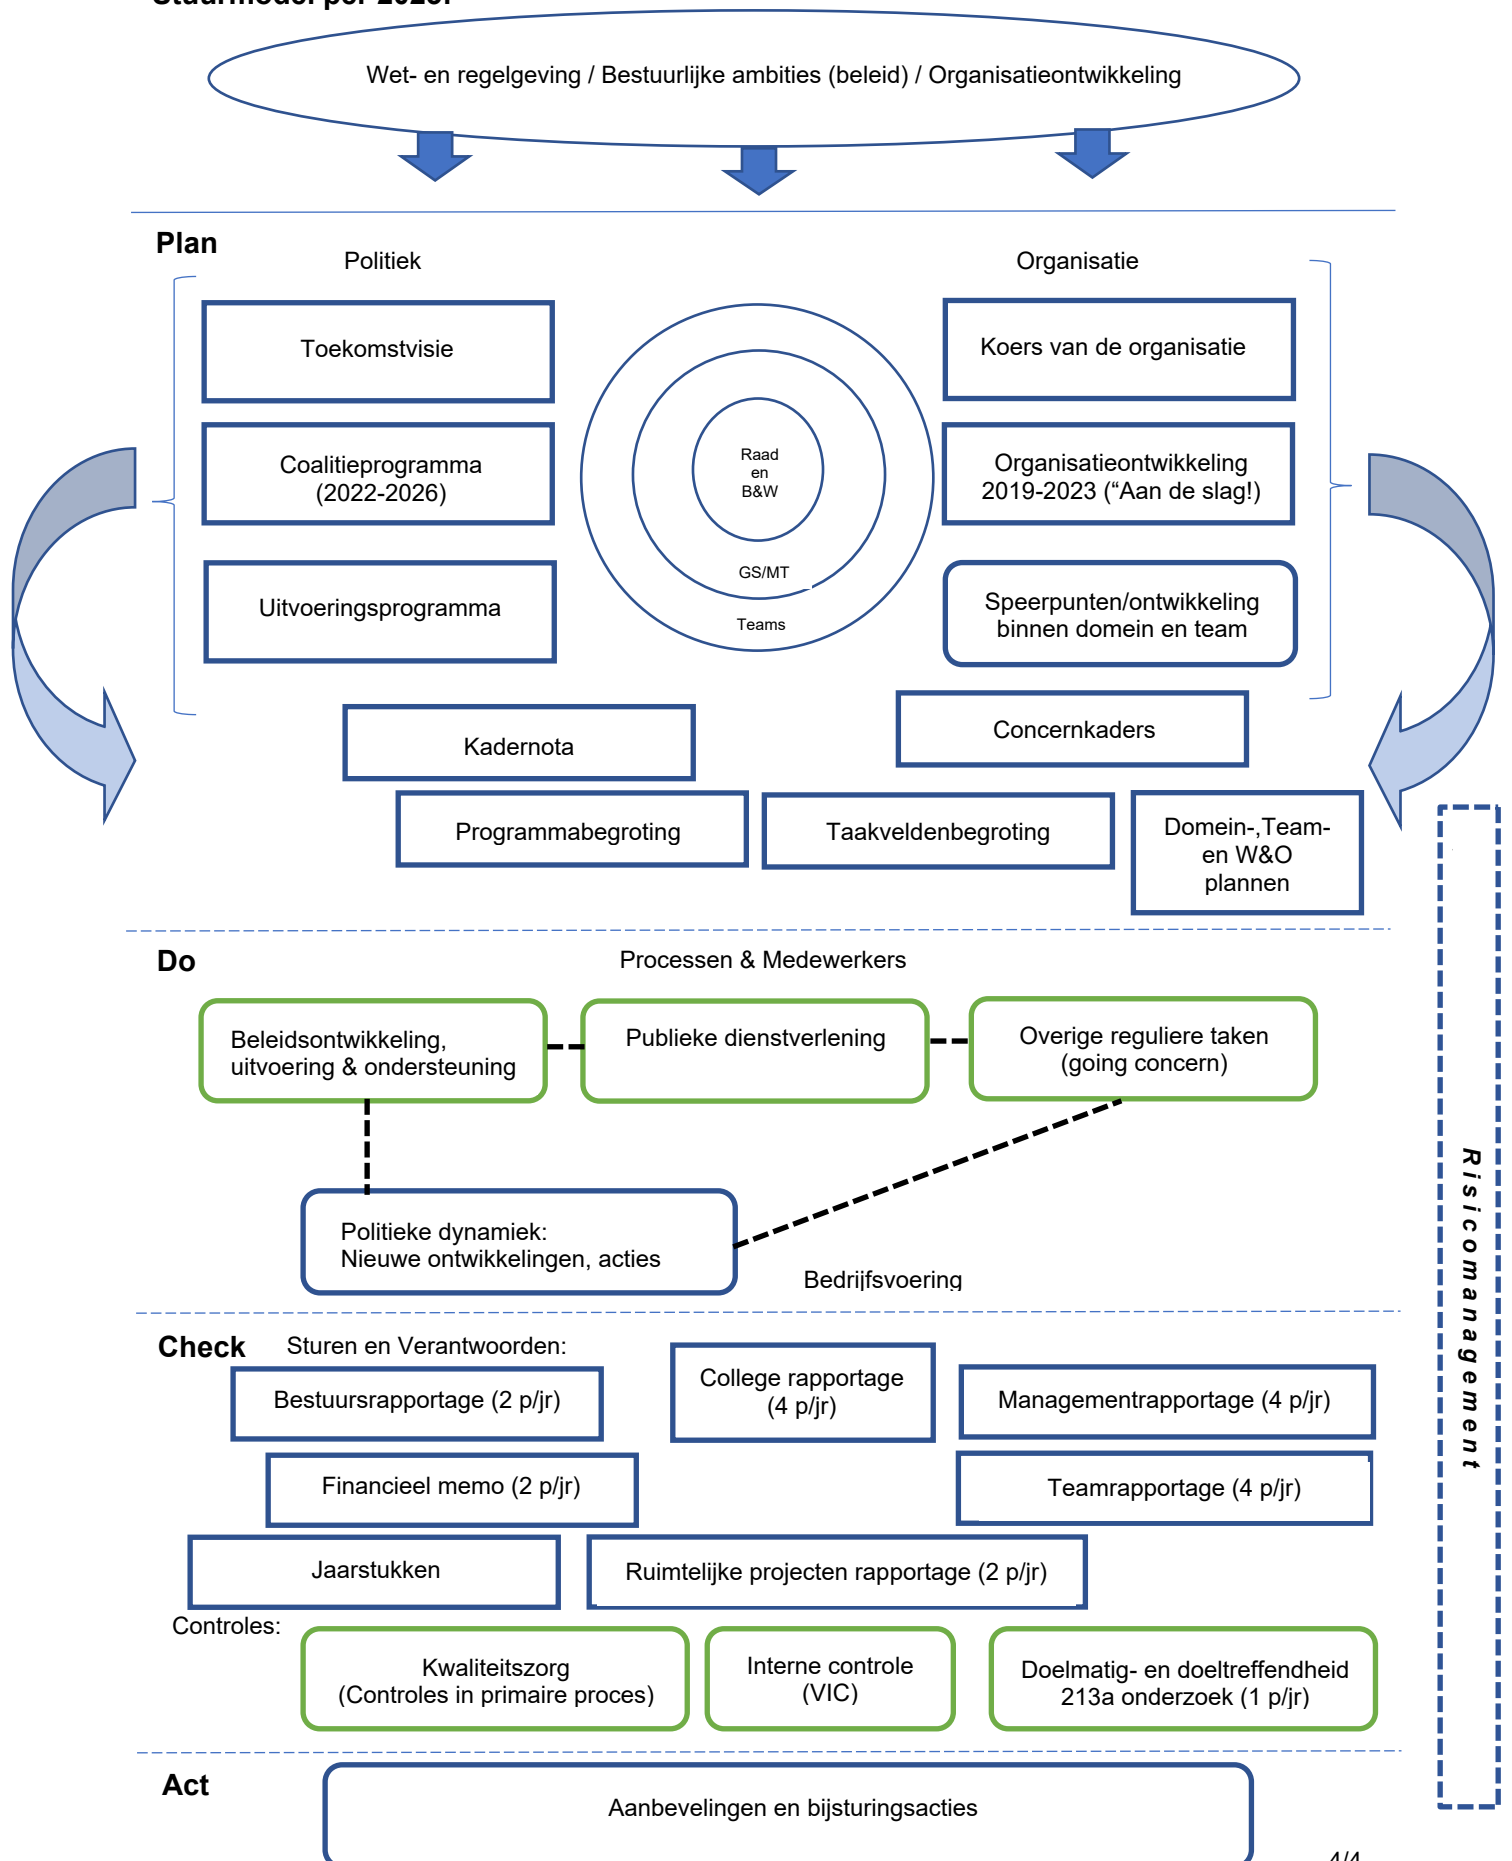 Stuurmodel per 2023:
Wet- en regelgeving / Bestuurlijke ambities (beleid) / Organisatieontwikkeling
Plan
Politiek
Organisatie
Toekomstvisie
Koers van de organisatie
Coalitieprogramma
(2022-2026)
Raad
en
B&W
Organisatieontwikkeling
2019-2023 (“Aan de slag!)
GS/MT
Uitvoeringsprogramma
Teams
Speerpunten/ontwikkeling
binnen domein en team
Kadernota
Concernkaders
Programmabegroting
Taakveldenbegroting
Domein-,Team-
en W&O
plannen
Do
Processen & Medewerkers
Beleidsontwikkeling,
uitvoering & ondersteuning
Publieke dienstverlening
Overige reguliere taken
(going concern)
Politieke dynamiek:
Nieuwe ontwikkelingen, acties
Bedrijfsvoering
Risicomanagement
Check
Sturen en Verantwoorden:
Bestuursrapportage (2 p/jr)
College rapportage
(4 p/jr)
Managementrapportage (4 p/jr)
Financieel memo (2 p/jr)
Teamrapportage (4 p/jr)
Jaarstukken
Ruimtelijke projecten rapportage (2 p/jr)
Controles:
Kwaliteitszorg
(Controles in primaire proces)
Interne controle
(VIC)
Doelmatig- en doeltreffendheid
213a onderzoek (1 p/jr)
Act
Aanbevelingen en bijsturingsacties
4/4